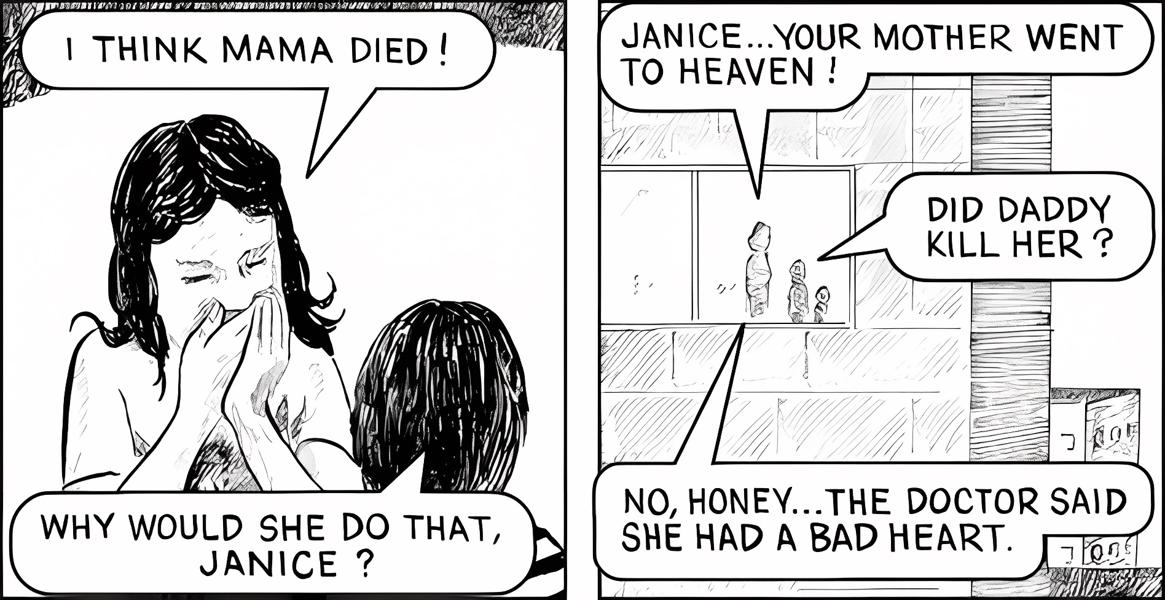 I THINK MAMA DIED!
WHY WOULD SHE DO THAT,
JANICE?
JANICE...YOUR MOTHER WENT
TO HEAVEN!
DID DADDY
KILL HER?
NO, HONEY...THE DOCTOR SAID
SHE HAD A BAD HEART.